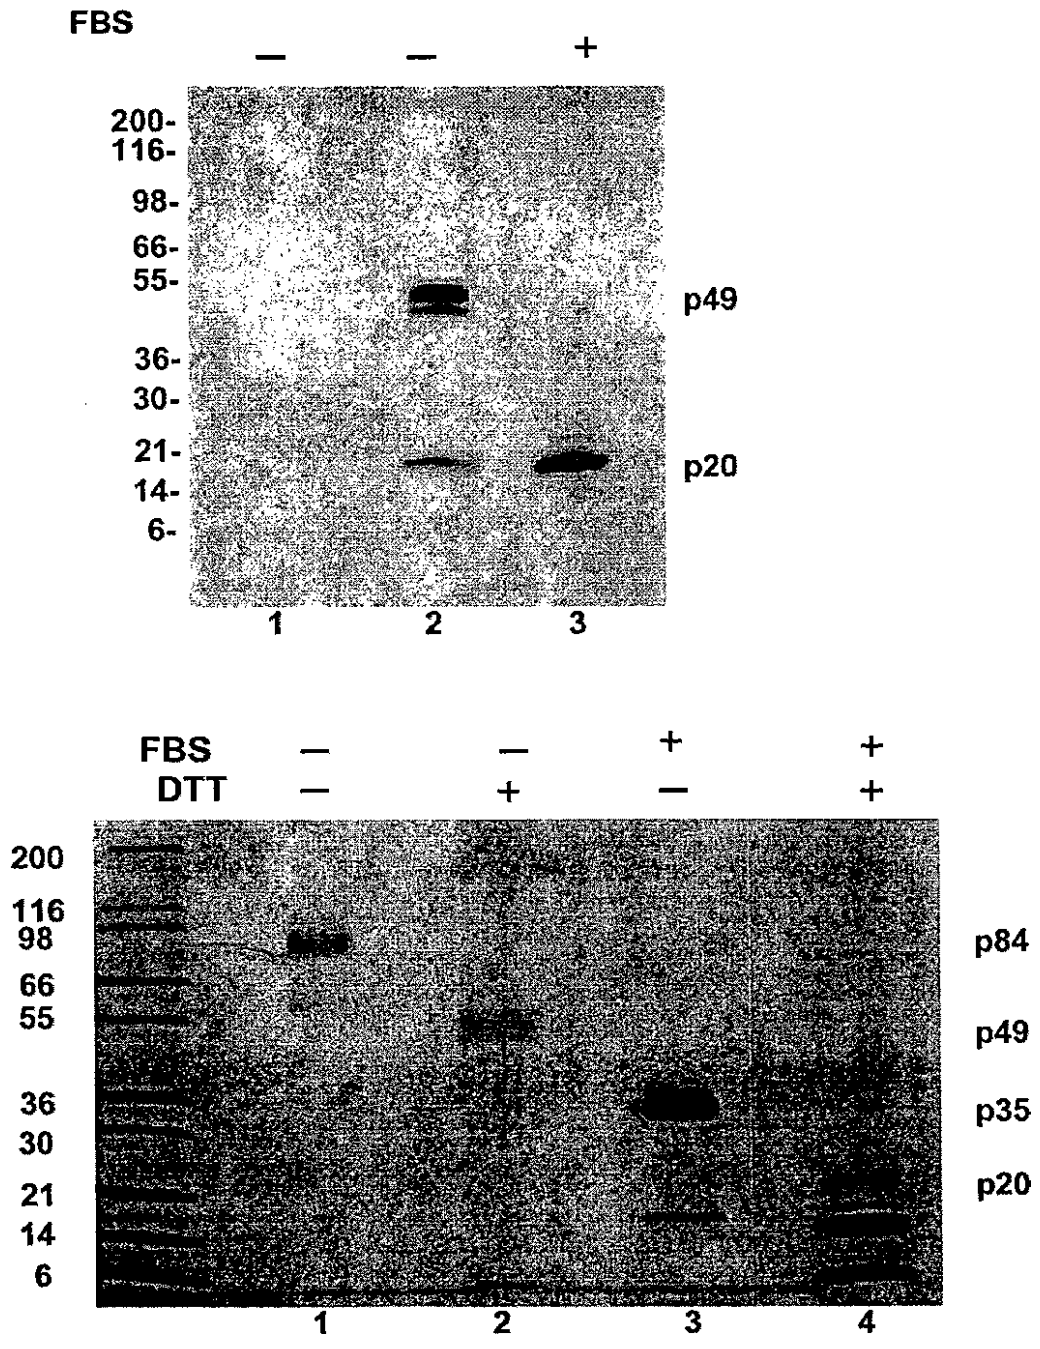 FBS
— — +
200-
116-
98-
66-
55-
p49
36-
30-
21-
p20
14-
6-
1 2 3
FBS — — + +
DTT — + — +
200
116
98 p84
66
55 p49
36 p35
30
21 p20
14
6
1 2 3 4